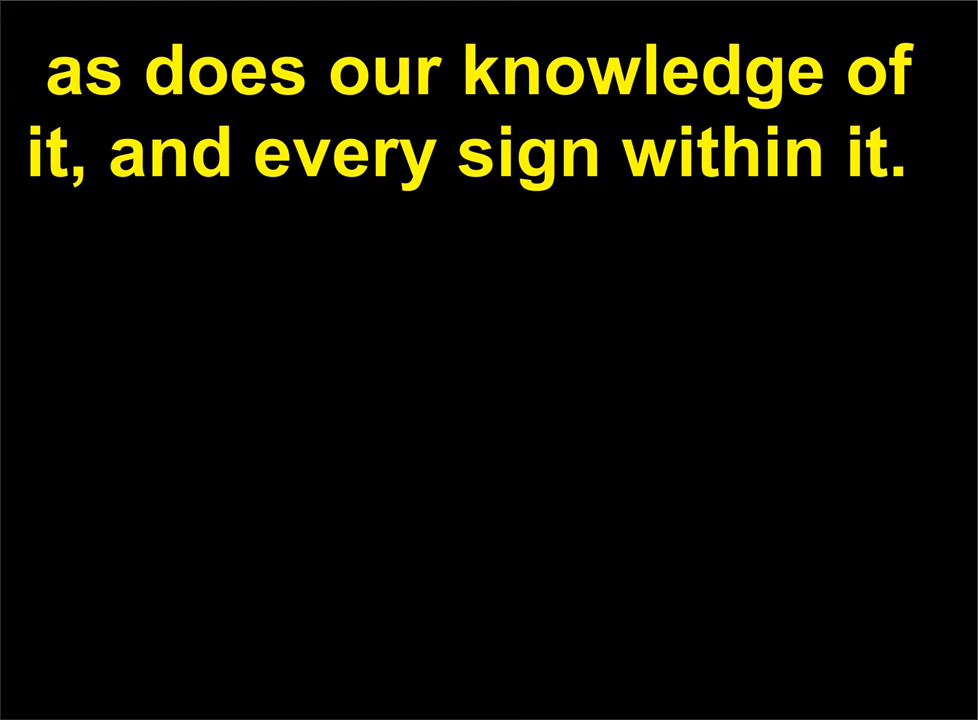 as does our knowledge of
it, and every sign within it.